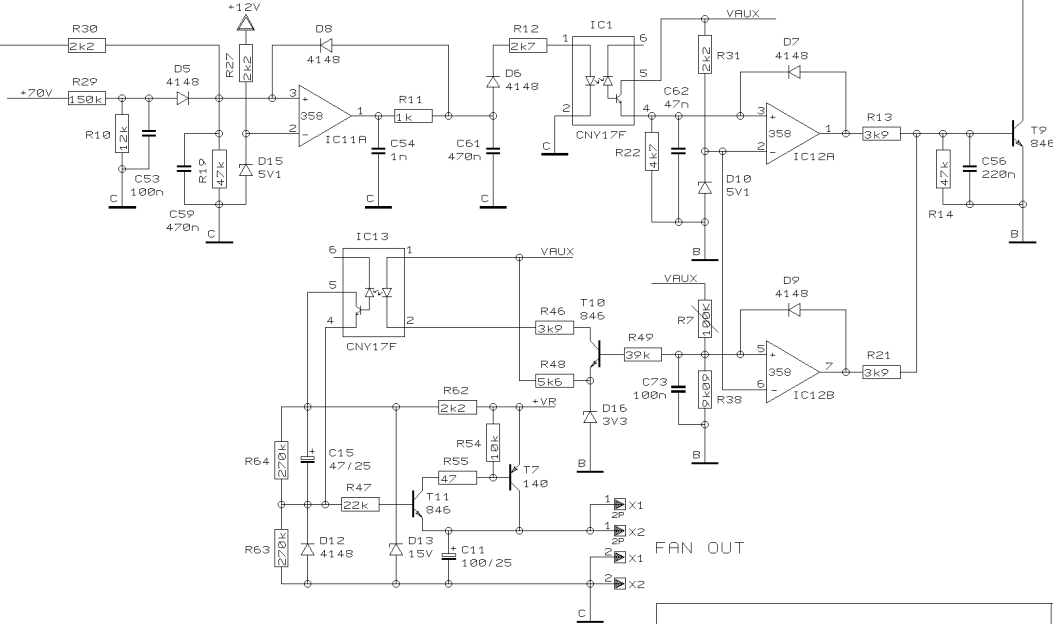 +12V
R30
2k2
R27
2k2
D8
4148
R12
2k7
IC1
6
1
5
2
4
CNY17F
C
VAUX
R31
2k2
D7
4148
D5
4148
R29
150k
+70V
R10
12k
C53
100n
C
C59
470n
R19
47k
C
D15
5V1
3
+
358
2
-
1
IC11A
R11
1k
C54
1n
C
D6
4148
C61
470n
C
C62
47n
R22
4k7
D10
5V1
B
3
+
358
2
-
1
IC12A
R13
3k9
47k
R14
C56
220n
T9
846
B
IC13
6
1
5
4
2
CNY17F
VAUX
R46
3k9
T10
846
R48
5k6
D16
3V3
B
R49
39k
C73
100n
VAUX
R7
100K
9k09
R38
B
D9
4148
5
+
358
6
-
7
IC12B
R21
3k9
R62
2k2
+VR
R54
10k
R55
47
T7
140
R64
270k
C15
47/25
+
R47
22k
T11
846
R63
270k
D12
4148
D13
15V
+
C11
100/25
1
X1
2P
1
X2
2P
2
X1
2
X2
C
FAN OUT